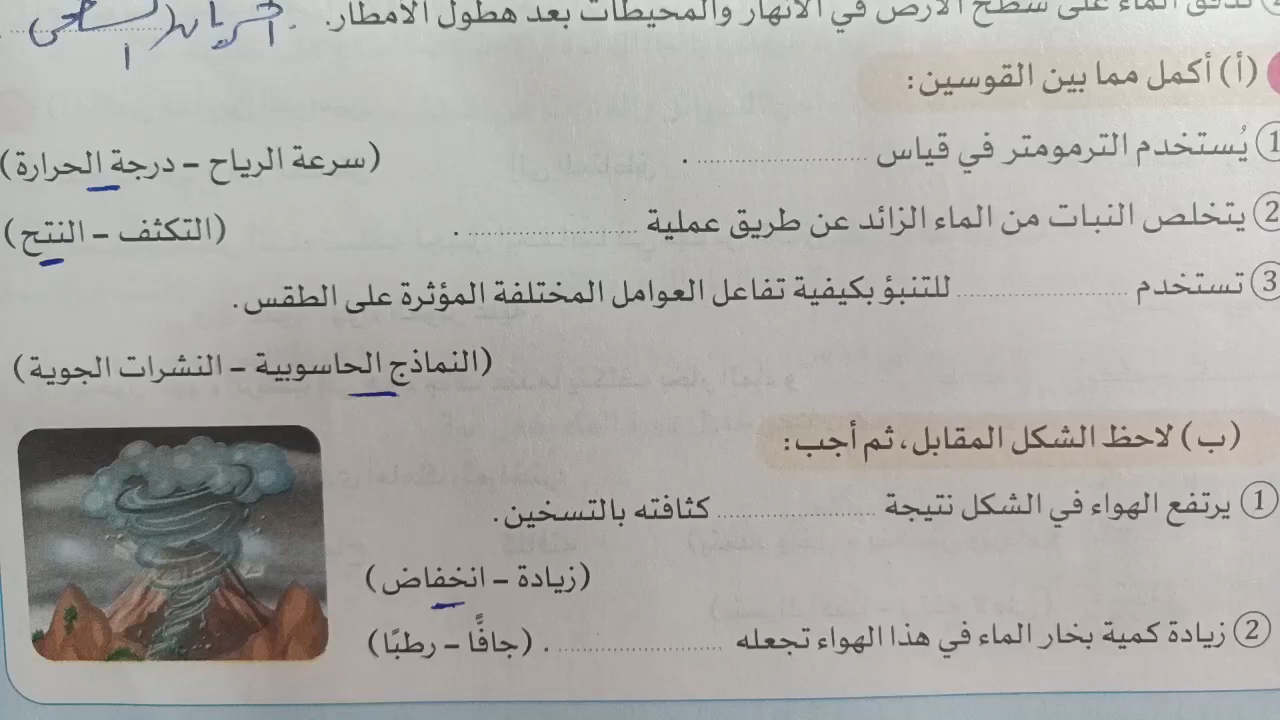 تدفق الماء على سطح الأرض في الأنهار والمحيطات بعد هطول الأمطار. الجريان السطحي
(أ) أكمل مما بين القوسين:
① يُستخدم الترمومتر في قياس .................... . (سرعة الرياح – درجة الحرارة)
② يتخلص النبات من الماء الزائد عن طريق عملية .................... . (التكثف – النتح)
③ تستخدم .................... للتنبؤ بكيفية تفاعل العوامل المختلفة المؤثرة على الطقس.
(النماذج الحاسوبية – النشرات الجوية)
(ب) لاحظ الشكل المقابل، ثم أجب:
① يرتفع الهواء في الشكل نتيجة .................... كثافته بالتسخين.
(زيادة – انخفاض)
② زيادة كمية بخار الماء في هذا الهواء تجعله .................... . (جافًّا – رطبًا)